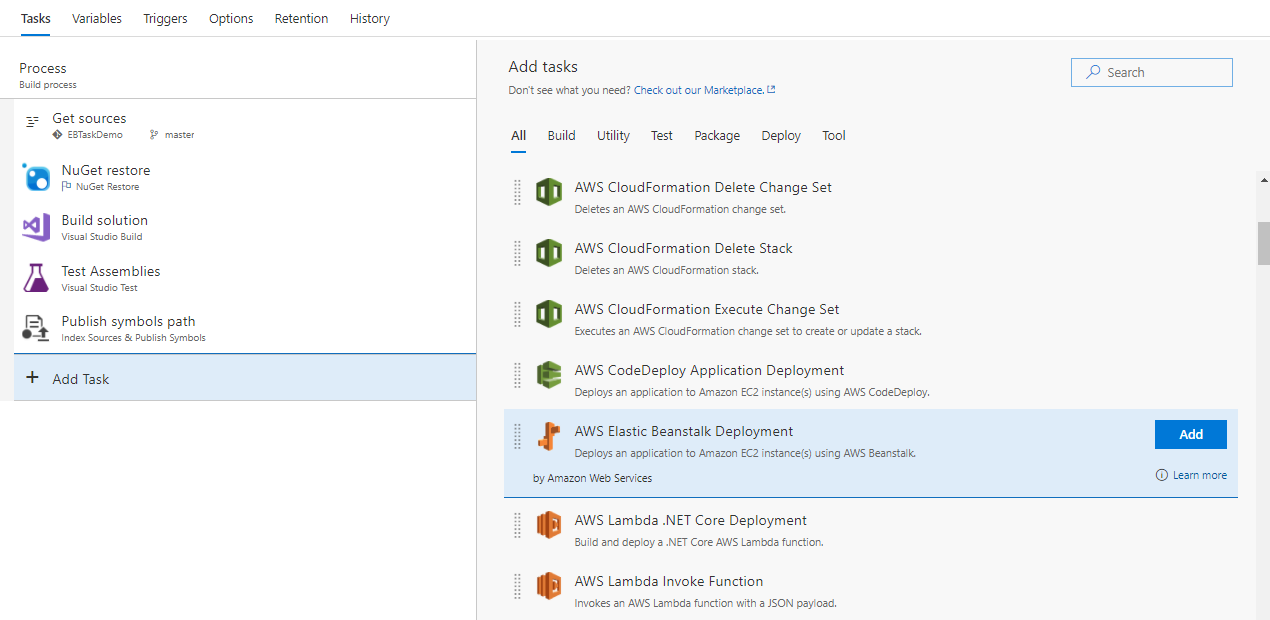 Tasks Variables Triggers Options Retention History
Process
Build process
Get sources
EBTaskDemo master
NuGet restore
NuGet Restore
Build solution
Visual Studio Build
Test Assemblies
Visual Studio Test
Publish symbols path
Index Sources & Publish Symbols
+ Add Task
Add tasks
Search
Don't see what you need? Check out our Marketplace.
All Build Utility Test Package Deploy Tool
AWS CloudFormation Delete Change Set
Deletes an AWS CloudFormation change set.
AWS CloudFormation Delete Stack
Deletes an AWS CloudFormation stack.
AWS CloudFormation Execute Change Set
Executes an AWS CloudFormation change set to create or update a stack.
AWS CodeDeploy Application Deployment
Deploys an application to Amazon EC2 instance(s) using AWS CodeDeploy.
AWS Elastic Beanstalk Deployment
Add
Deploys an application to Amazon EC2 instance(s) using AWS Beanstalk.
by Amazon Web Services
Learn more
AWS Lambda .NET Core Deployment
Build and deploy a .NET Core AWS Lambda function.
AWS Lambda Invoke Function
Invokes an AWS Lambda function with a JSON payload.